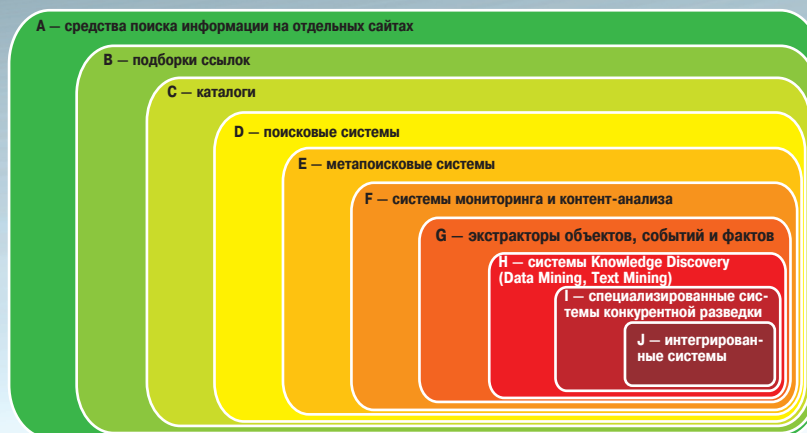 A — средства поиска информации на отдельных сайтах
B — подборки ссылок
C — каталоги
D — поисковые системы
E — метапоисковые системы
F — системы мониторинга и контент-анализа
G — экстракторы объектов, событий и фактов
H — системы Knowledge Discovery
(Data Mining, Text Mining)
I — специализированные сис-
темы конкурентной разведки
J — интегрирован-
ные системы